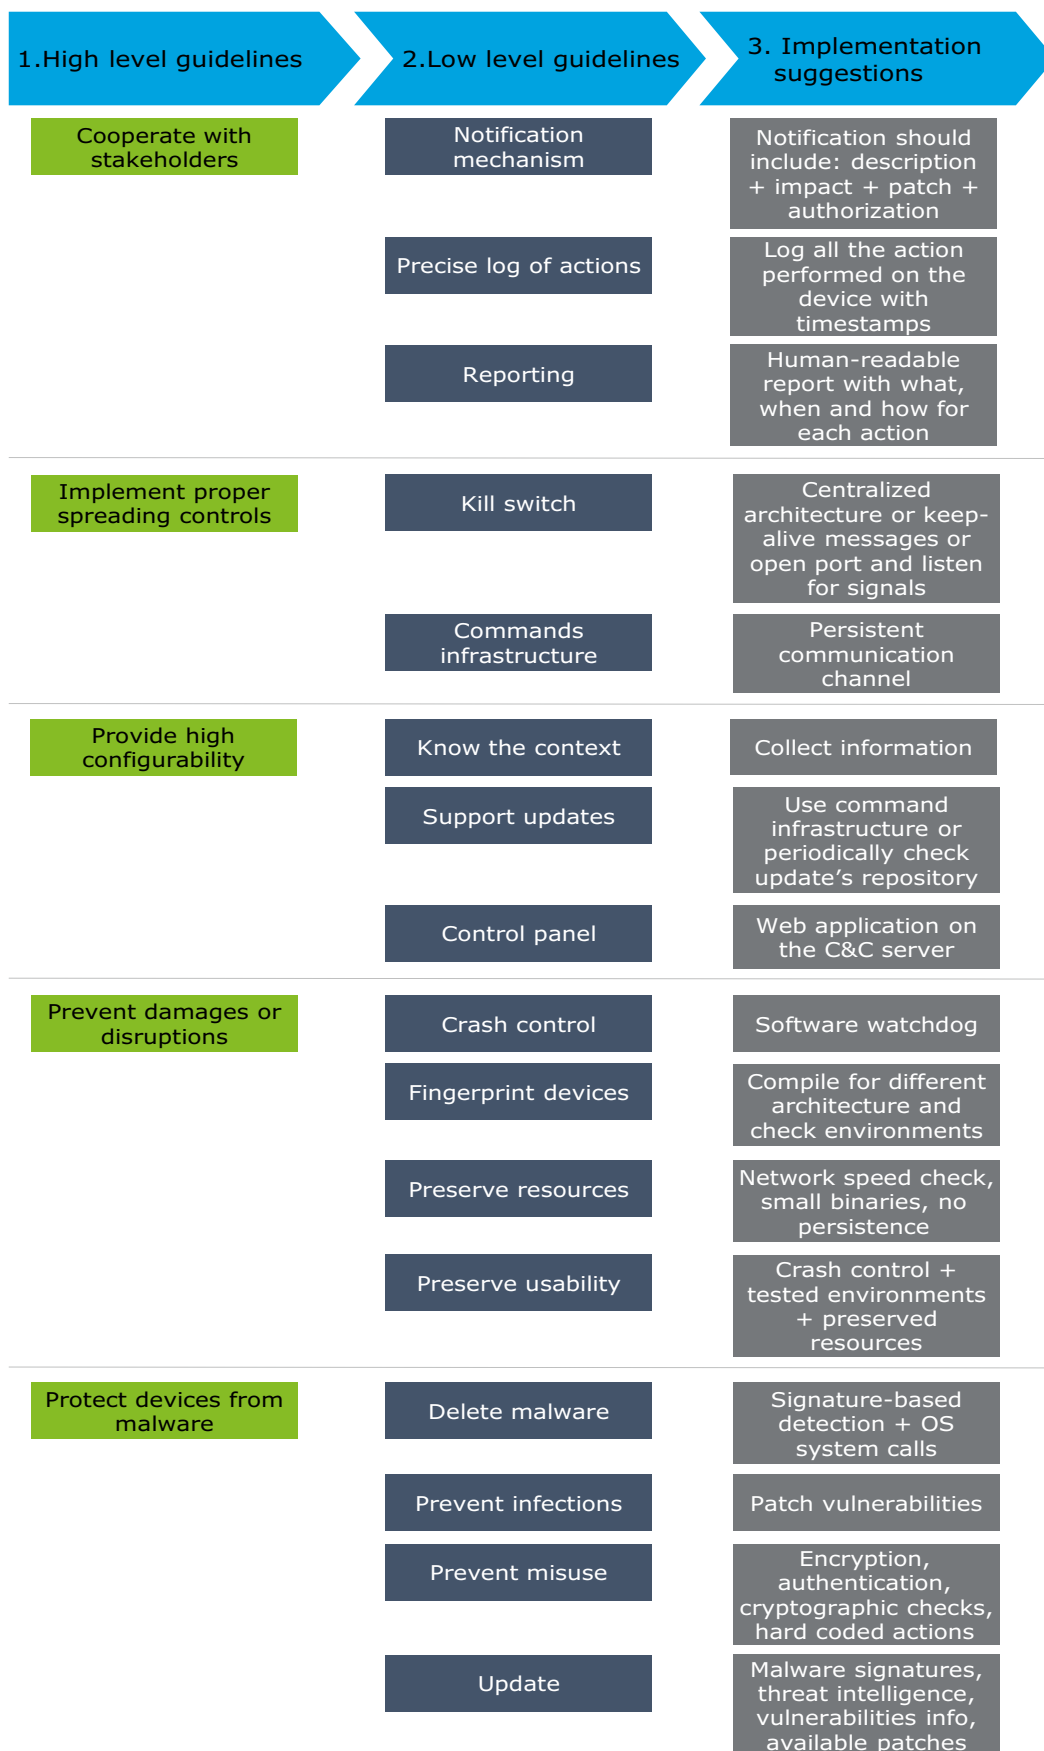 1.High level guidelines
2.Low level guidelines
3. Implementation
suggestions
Cooperate with
stakeholders
Notification
mechanism
Notification should
include: description
+ impact + patch +
authorization
Precise log of actions
Log all the action
performed on the
device with
timestamps
Reporting
Human-readable
report with what,
when and how for
each action
Implement proper
spreading controls
Kill switch
Centralized
architecture or keep-
alive messages or
open port and listen
for signals
Commands
infrastructure
Persistent
communication
channel
Provide high
configurability
Know the context
Collect information
Support updates
Use command
infrastructure or
periodically check
update’s repository
Control panel
Web application on
the C&C server
Prevent damages or
disruptions
Crash control
Software watchdog
Fingerprint devices
Compile for different
architecture and
check environments
Preserve resources
Network speed check,
small binaries, no
persistence
Preserve usability
Crash control +
tested environments
+ preserved
resources
Protect devices from
malware
Delete malware
Signature-based
detection + OS
system calls
Prevent infections
Patch vulnerabilities
Prevent misuse
Encryption,
authentication,
cryptographic checks,
hard coded actions
Update
Malware signatures,
threat intelligence,
vulnerabilities info,
available patches